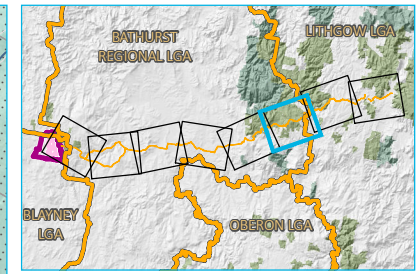 BATHURST
REGIONAL LGA
LITHGOW LGA
BLAYNEY
LGA
OBERON LGA